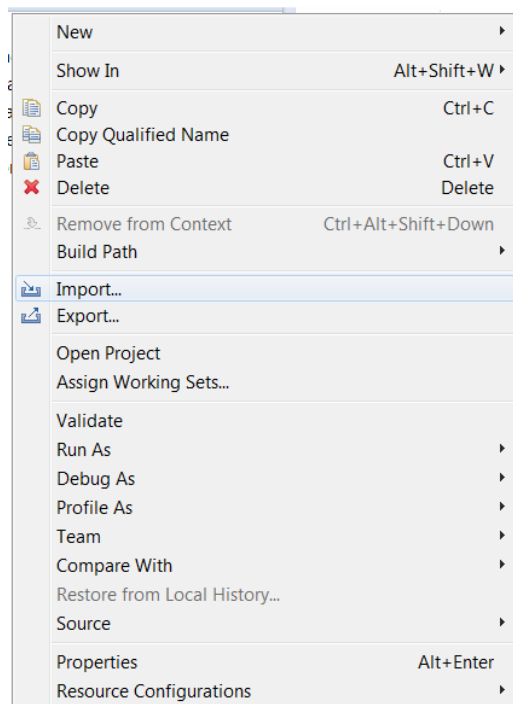 New
Show In Alt+Shift+W
Copy Ctrl+C
Copy Qualified Name
Paste Ctrl+V
Delete Delete
Remove from Context Ctrl+Alt+Shift+Down
Build Path
Import...
Export...
Open Project
Assign Working Sets...
Validate
Run As
Debug As
Profile As
Team
Compare With
Restore from Local History...
Source
Properties Alt+Enter
Resource Configurations